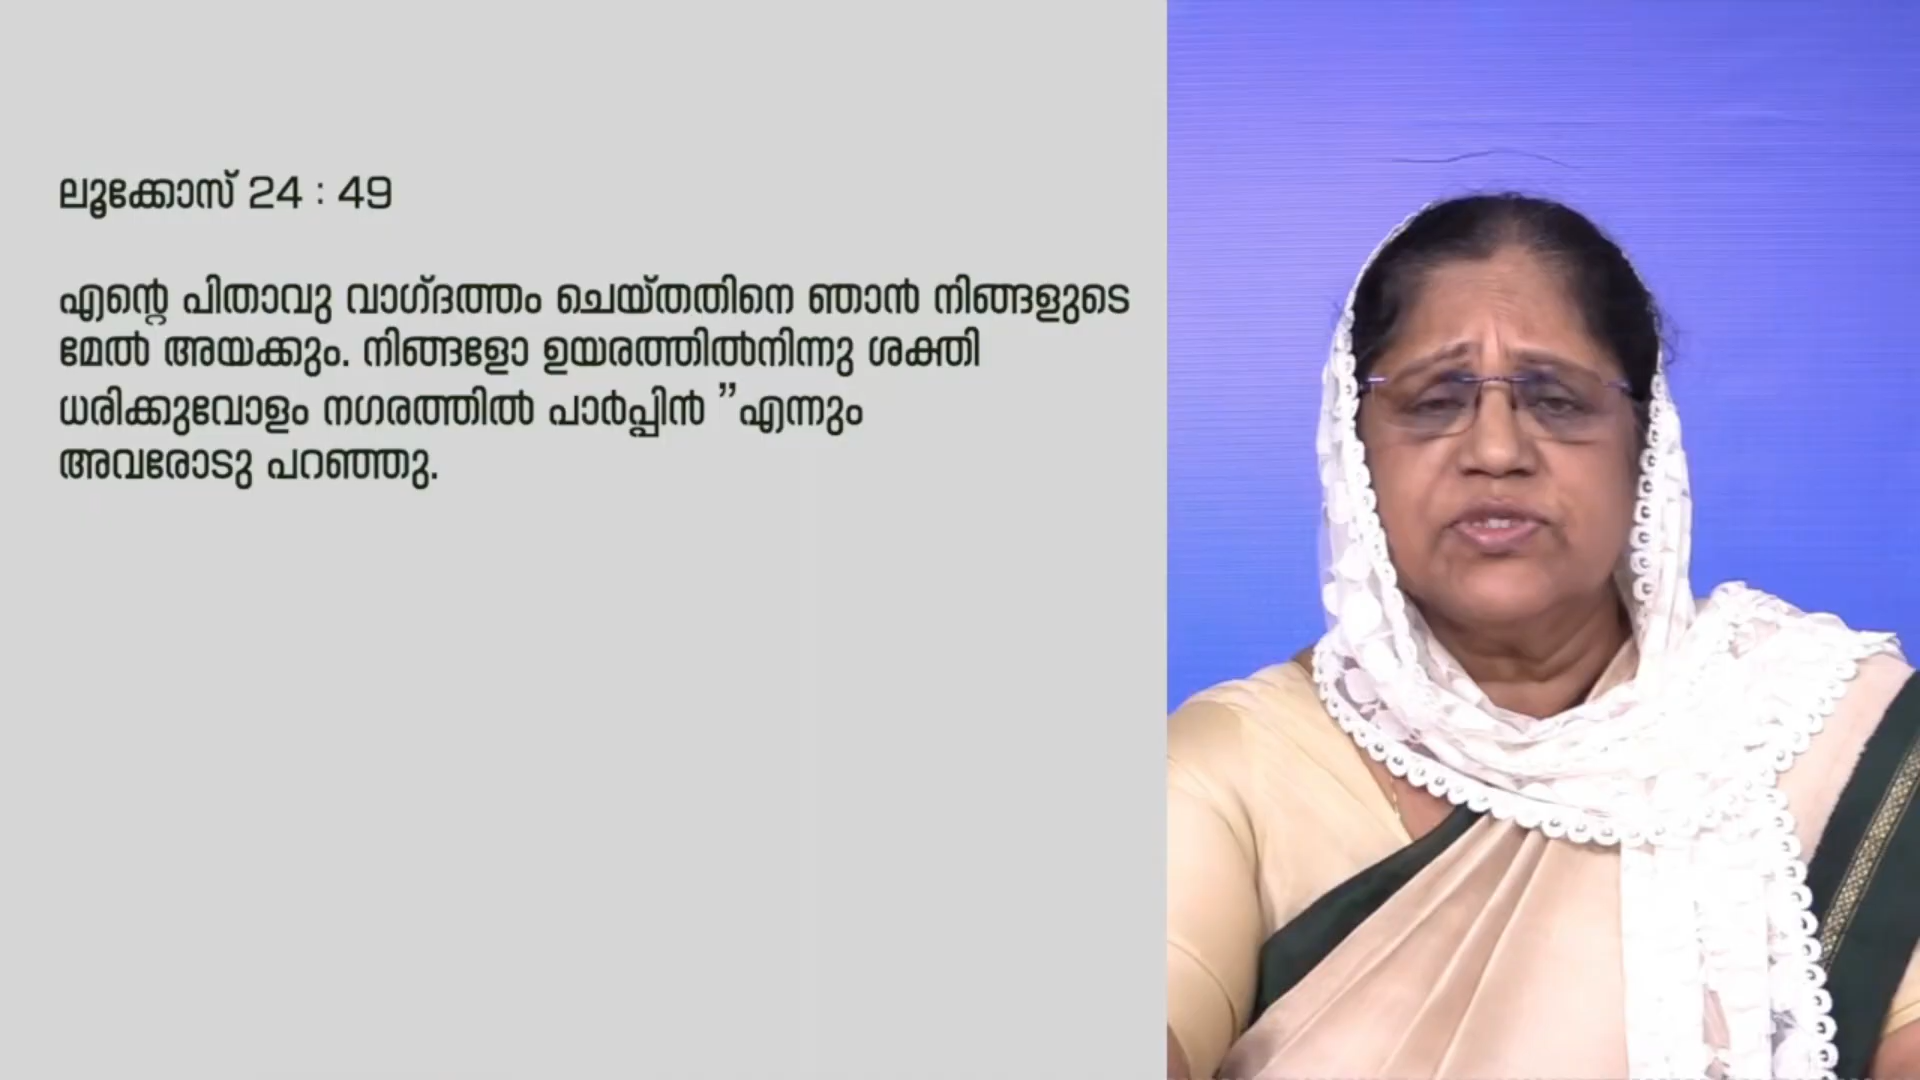 ലൂക്കോസ് 24 : 49
എന്റെ പിതാവു വാഗ്ദത്തം ചെയ്തതിനെ ഞാൻ നിങ്ങളുടെ
മേൽ അയക്കും. നിങ്ങളോ ഉയരത്തിൽനിന്നു ശക്തി
ധരിക്കുവോളം നഗരത്തിൽ പാർപ്പിൻ ”എന്നും
അവരോടു പറഞ്ഞു.